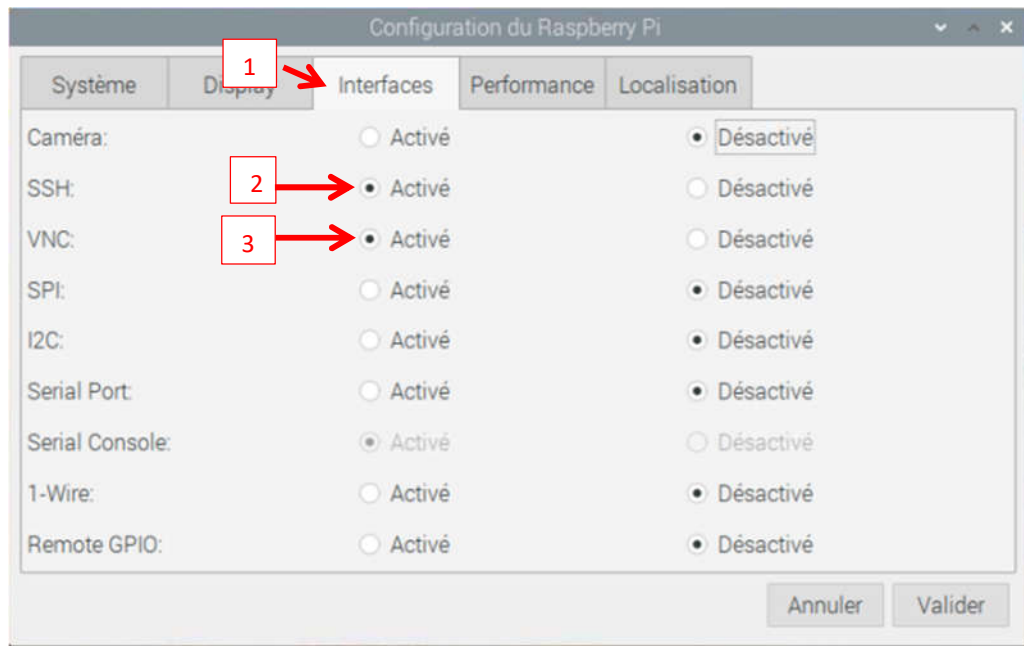 Configuration du Raspberry Pi
Système Display Interfaces Performance Localisation
1
Caméra: Activé Désactivé
SSH: 2 Activé Désactivé
VNC: 3 Activé Désactivé
SPI: Activé Désactivé
I2C: Activé Désactivé
Serial Port: Activé Désactivé
Serial Console: Activé Désactivé
1-Wire: Activé Désactivé
Remote GPIO: Activé Désactivé
Annuler Valider